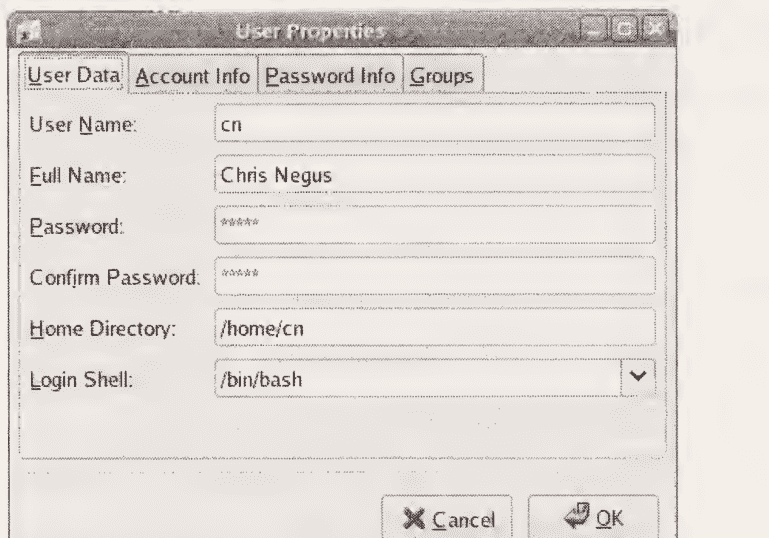 User Properties
User Data Account Info Password Info Groups
User Name: cn
Full Name: Chris Negus
Password: *****
Confirm Password: *****
Home Directory: /home/cn
Login Shell: /bin/bash
Cancel OK